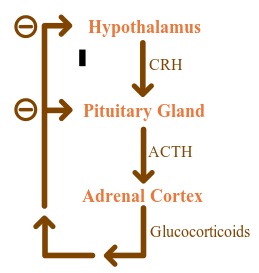 Hypothalamus
CRH
Pituitary Gland
ACTH
Adrenal Cortex
Glucocorticoids